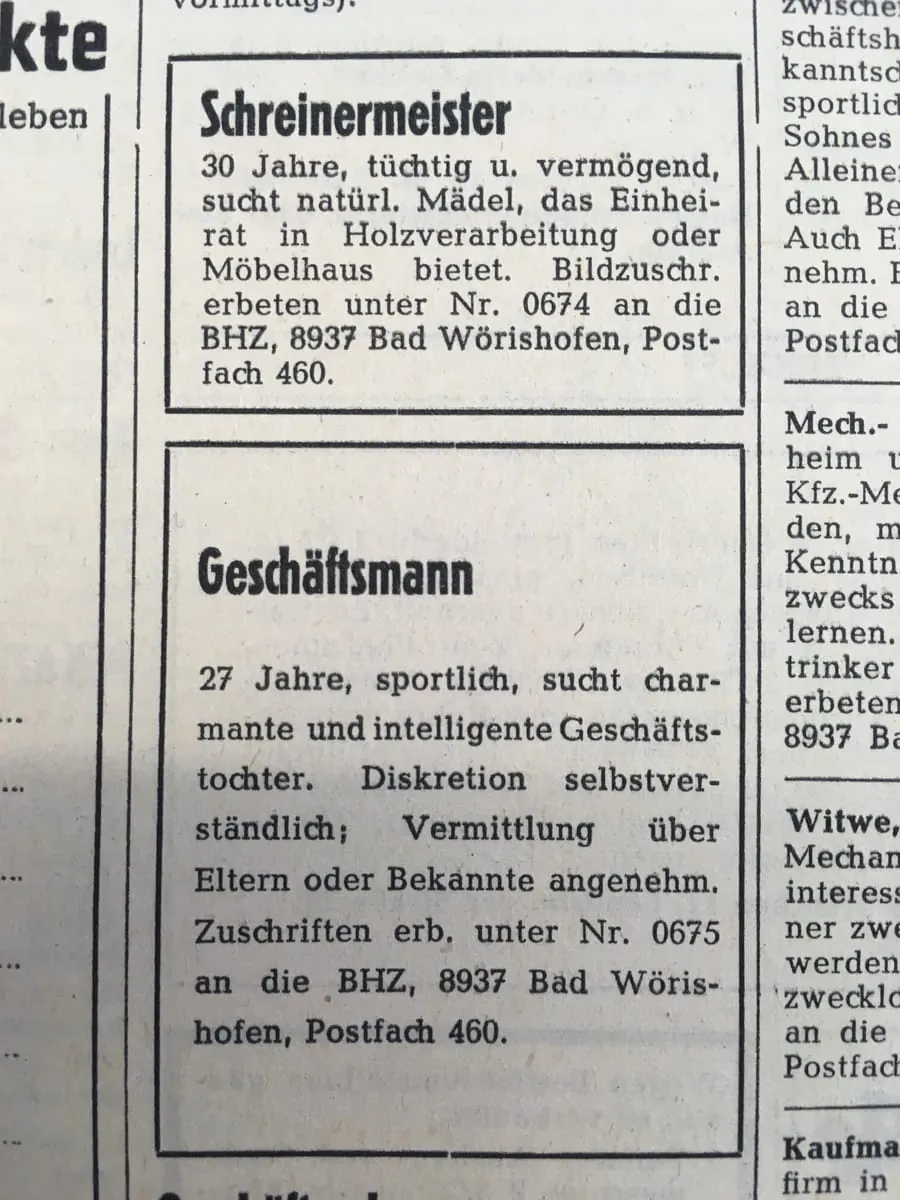 kte
leben
vormittags).
Schreinermeister
30 Jahre, tüchtig u. vermögend,
sucht natürl. Mädel, das Einhei-
rat in Holzverarbeitung oder
Möbelhaus bietet. Bildzuschr.
erbeten unter Nr. 0674 an die
BHZ, 8937 Bad Wörishofen, Post-
fach 460.
Geschäftsmann
27 Jahre, sportlich, sucht char-
mante und intelligente Geschäfts-
tochter. Diskretion selbstver-
ständlich; Vermittlung über
Eltern oder Bekannte angenehm.
Zuschriften erb. unter Nr. 0675
an die BHZ, 8937 Bad Wöris-
hofen, Postfach 460.
zwische
schäftsh
kanntsc
sportlic
Sohnes
Alleine
den Be
Auch E
nehm.
an die
Postfac
Mech.-
heim u
Kfz.-Me
den, m
Kenntn
zwecks
lernen.
trinker
erbeten
8937 Ba
Witwe,
Mechan
interess
ner zwe
werden
zwecklo
an die
Postfach
Kaufma
firm in